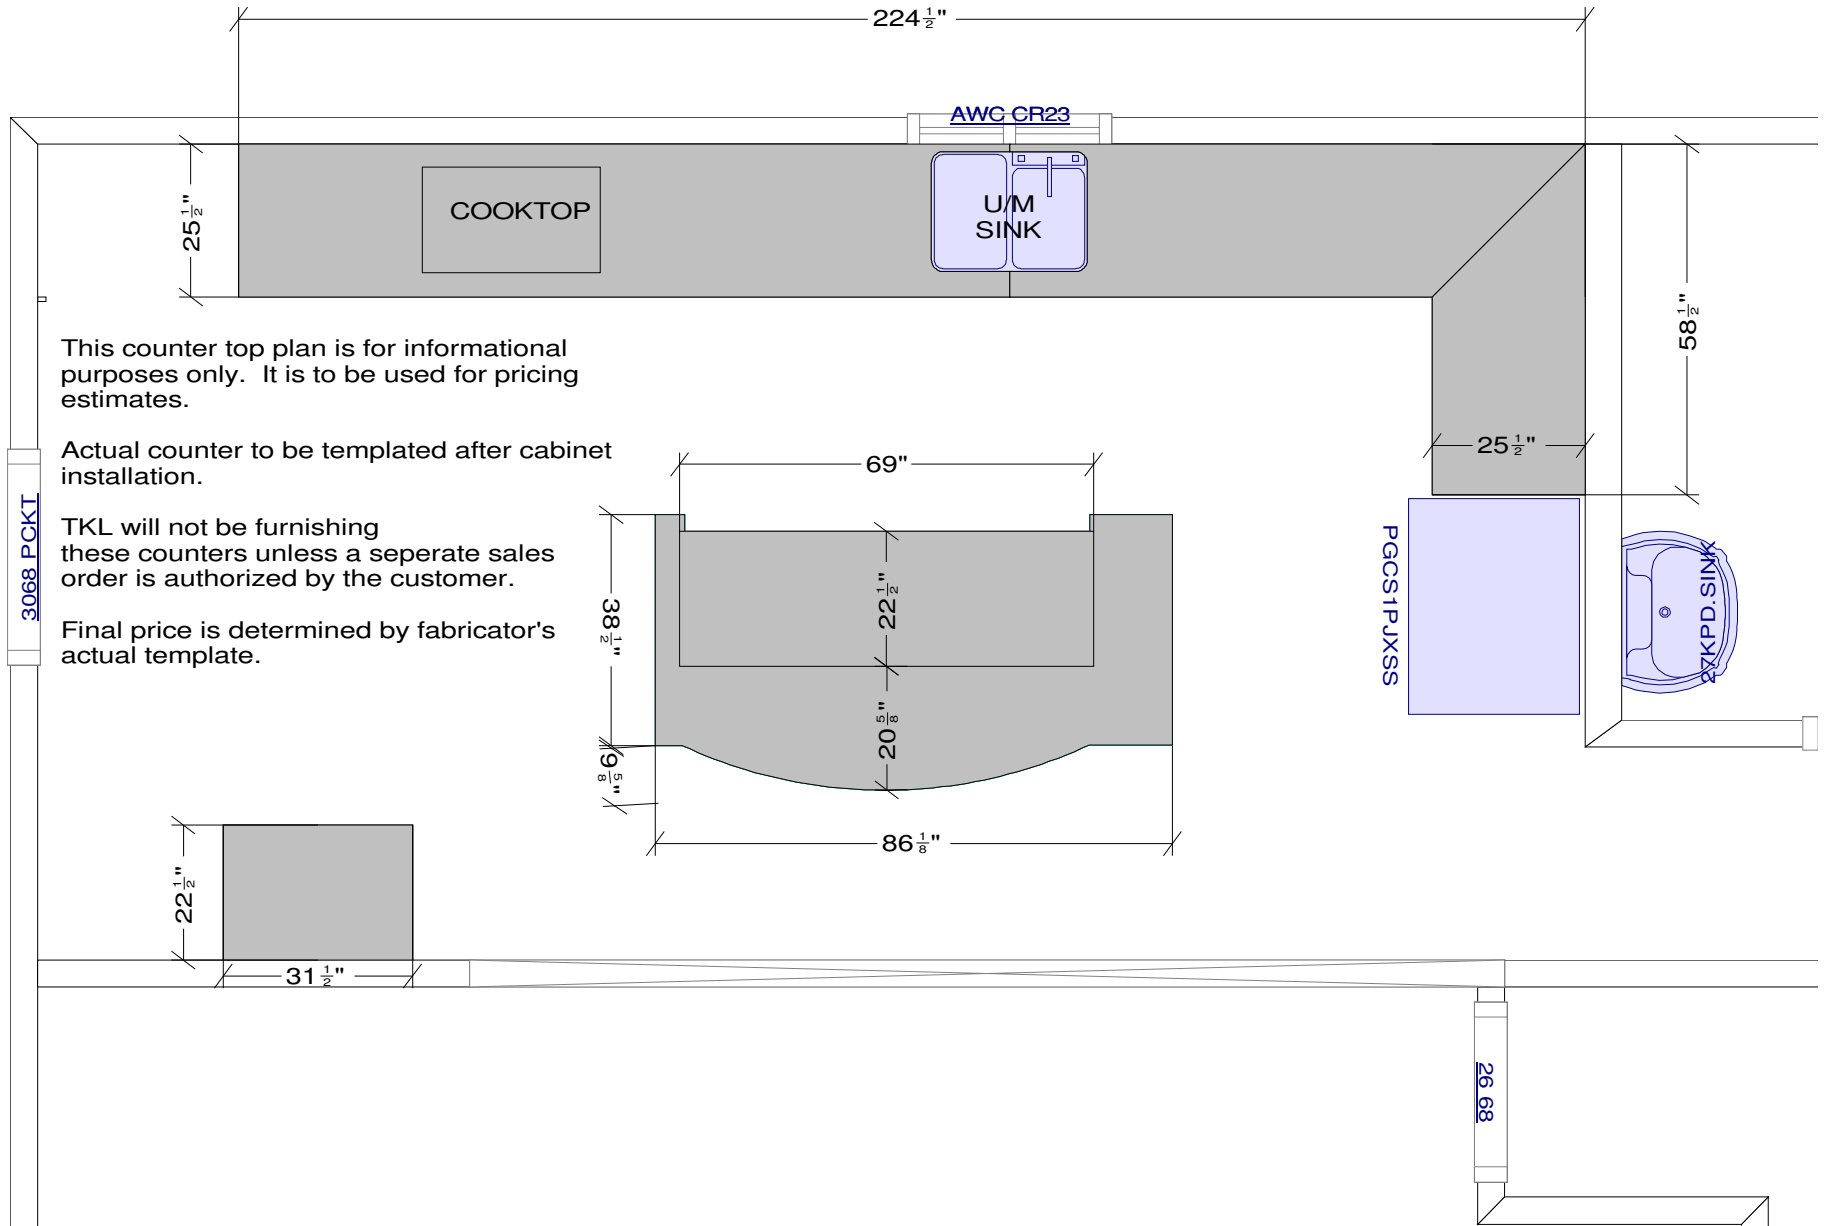 224 1/2"
AWC CR23
25 1/2"
COOKTOP
U/M
SINK
58 1/2"
This counter top plan is for informational
purposes only.  It is to be used for pricing
estimates.
Actual counter to be templated after cabinet
installation.
TKL will not be furnishing
these counters unless a seperate sales
order is authorized by the customer.
Final price is determined by fabricator's
actual template.
3068 PCKT
69"
25 1/2"
38 1/2"
22 1/2"
20 5/8"
9 5/8"
86 1/8"
PGCS1PJXSS
27KPD.SINK
22 1/2"
31 1/2"
26 68